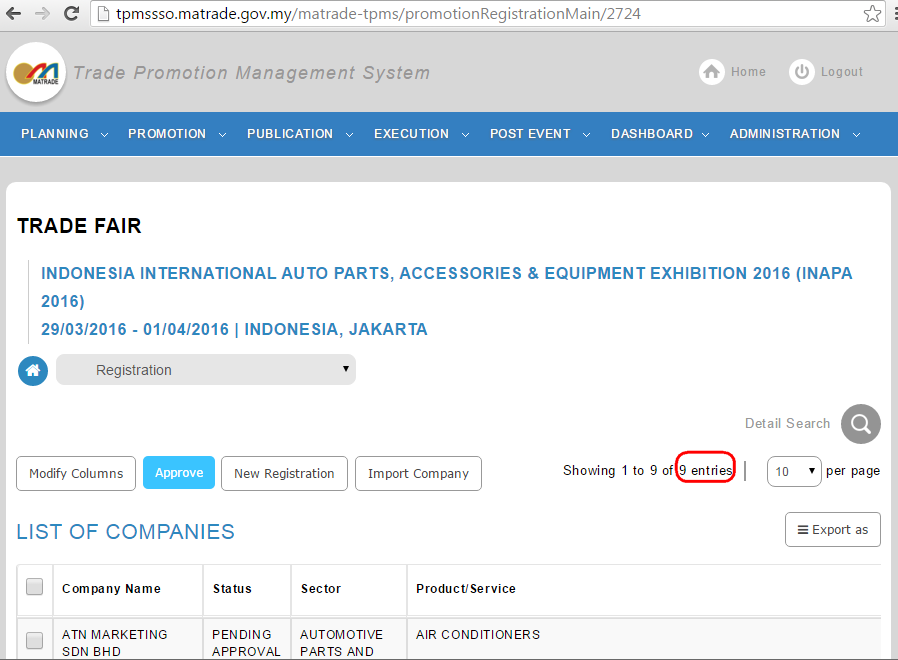 tpmssso.matrade.gov.my/matrade-tpms/promotionRegistrationMain/2724
MATRADE
Trade Promotion Management System
Home
Logout
PLANNING
PROMOTION
PUBLICATION
EXECUTION
POST EVENT
DASHBOARD
ADMINISTRATION
TRADE FAIR
INDONESIA INTERNATIONAL AUTO PARTS, ACCESSORIES & EQUIPMENT EXHIBITION 2016 (INAPA
2016)
29/03/2016 - 01/04/2016 | INDONESIA, JAKARTA
Registration
Detail Search
Modify Columns
Approve
New Registration
Import Company
Showing 1 to 9 of 9 entries |
10
per page
LIST OF COMPANIES
Export as
Company Name
Status
Sector
Product/Service
ATN MARKETING
SDN BHD
PENDING
APPROVAL
AUTOMOTIVE
PARTS AND
AIR CONDITIONERS